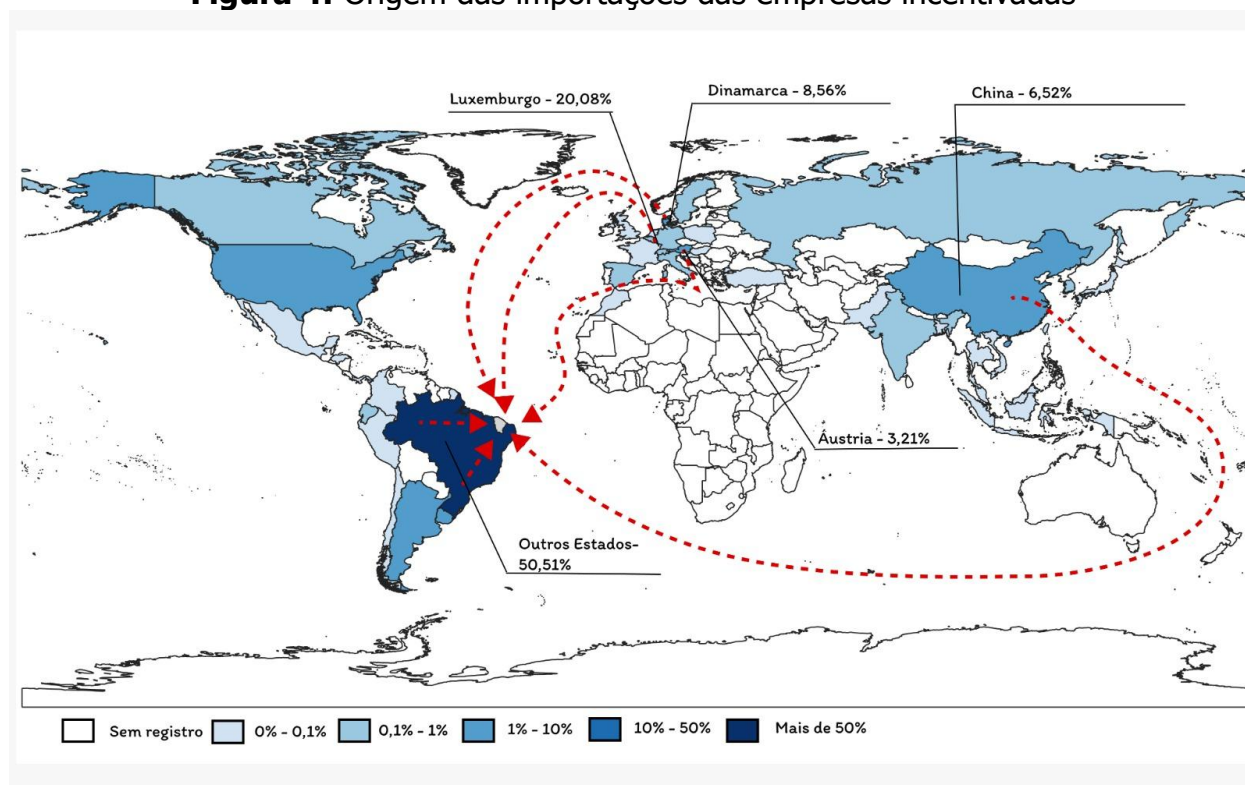 Figura 4. Origem das importações das empresas incentivadas
Luxemburgo - 20,08%
Dinamarca - 8,56%
China - 6,52%
Áustria - 3,21%
Outros Estados-
50,51%
Sem registro
0% - 0,1%
0,1% - 1%
1% - 10%
10% - 50%
Mais de 50%